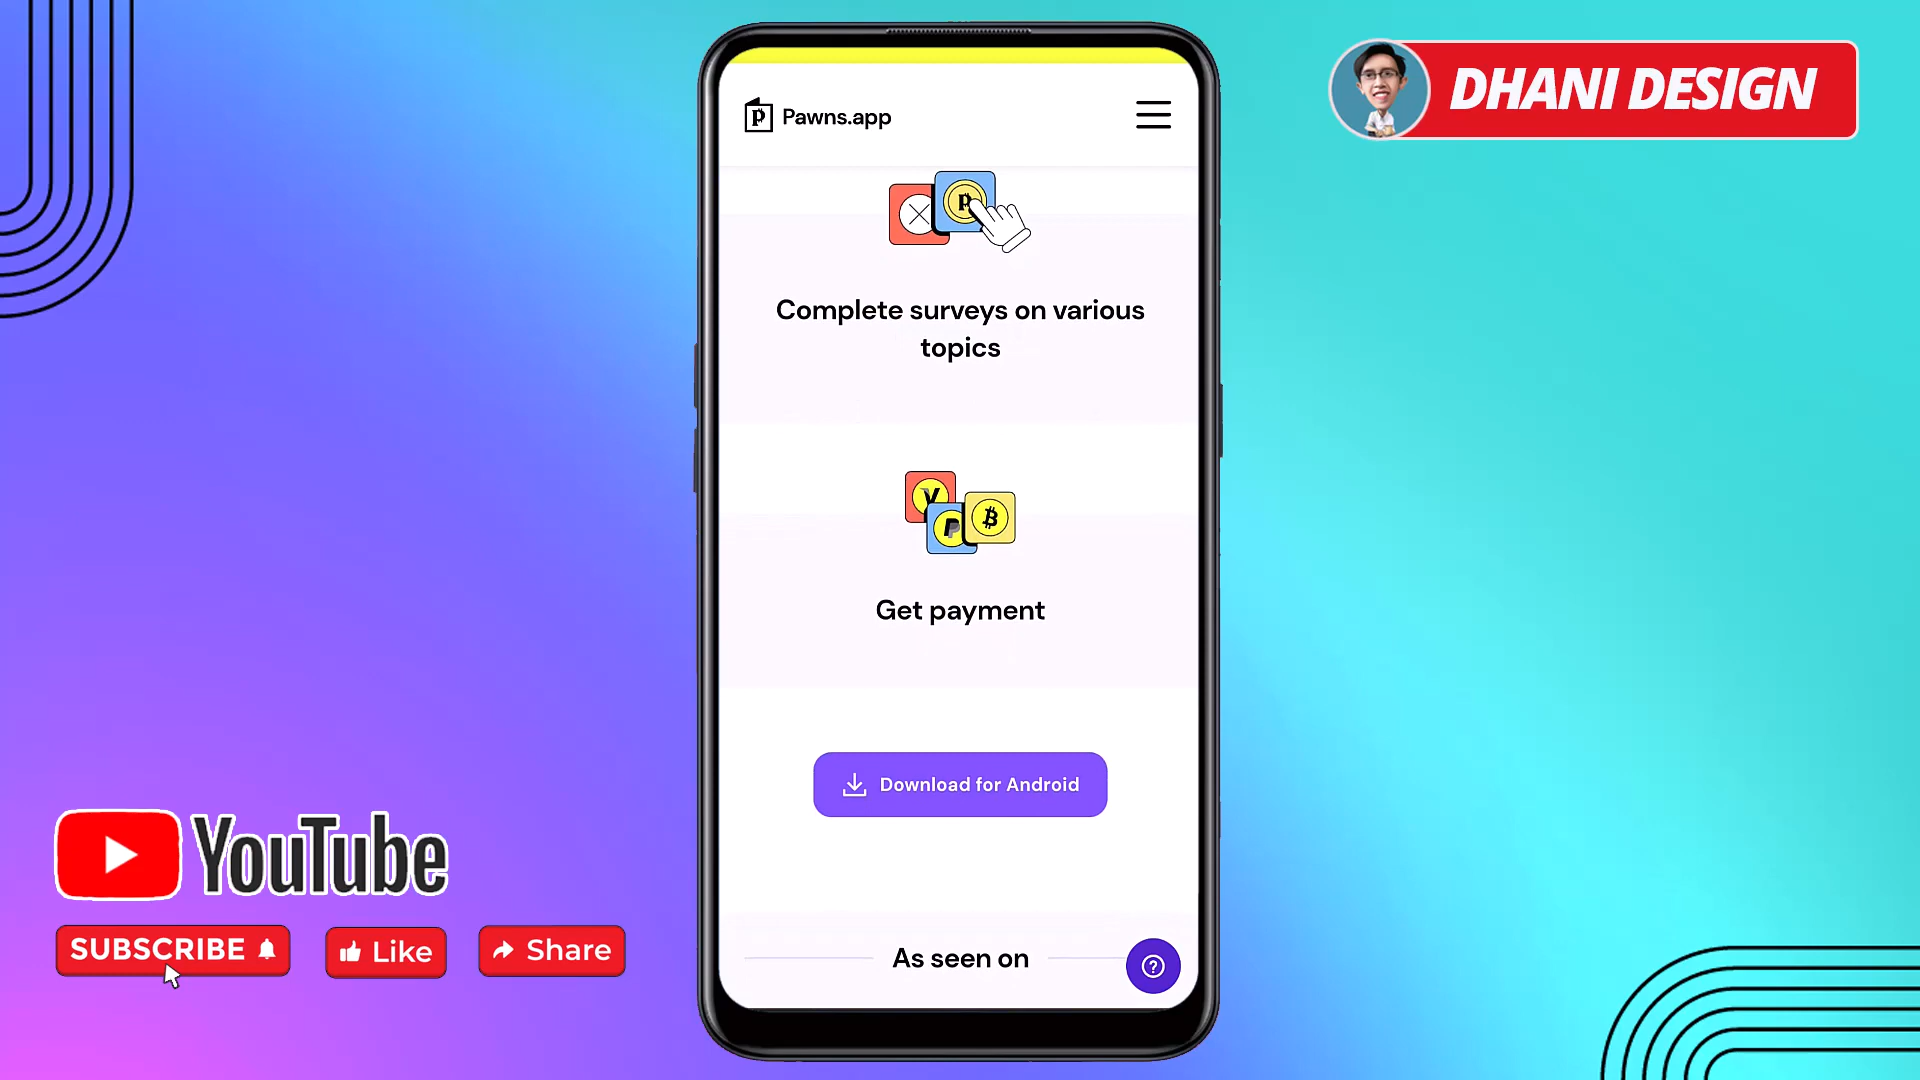 DHANI DESIGN
Pawns.app
Complete surveys on various
topics
Get payment
Download for Android
As seen on
YouTube
SUBSCRIBE
Like
Share